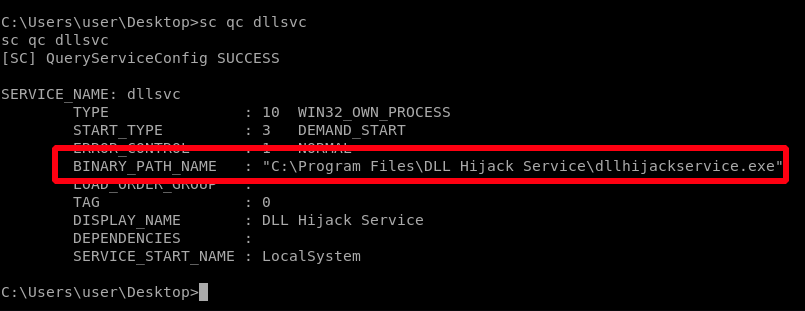 C:\Users\user\Desktop>sc qc dllsvc
sc qc dllsvc
[SC] QueryServiceConfig SUCCESS
SERVICE_NAME: dllsvc
        TYPE               : 10  WIN32_OWN_PROCESS
        START_TYPE         : 3   DEMAND_START
        ERROR_CONTROL      : 1   NORMAL
        BINARY_PATH_NAME   : "C:\Program Files\DLL Hijack Service\dllhijackservice.exe"
        LOAD_ORDER_GROUP   :
        TAG                : 0
        DISPLAY_NAME       : DLL Hijack Service
        DEPENDENCIES       :
        SERVICE_START_NAME : LocalSystem
C:\Users\user\Desktop>